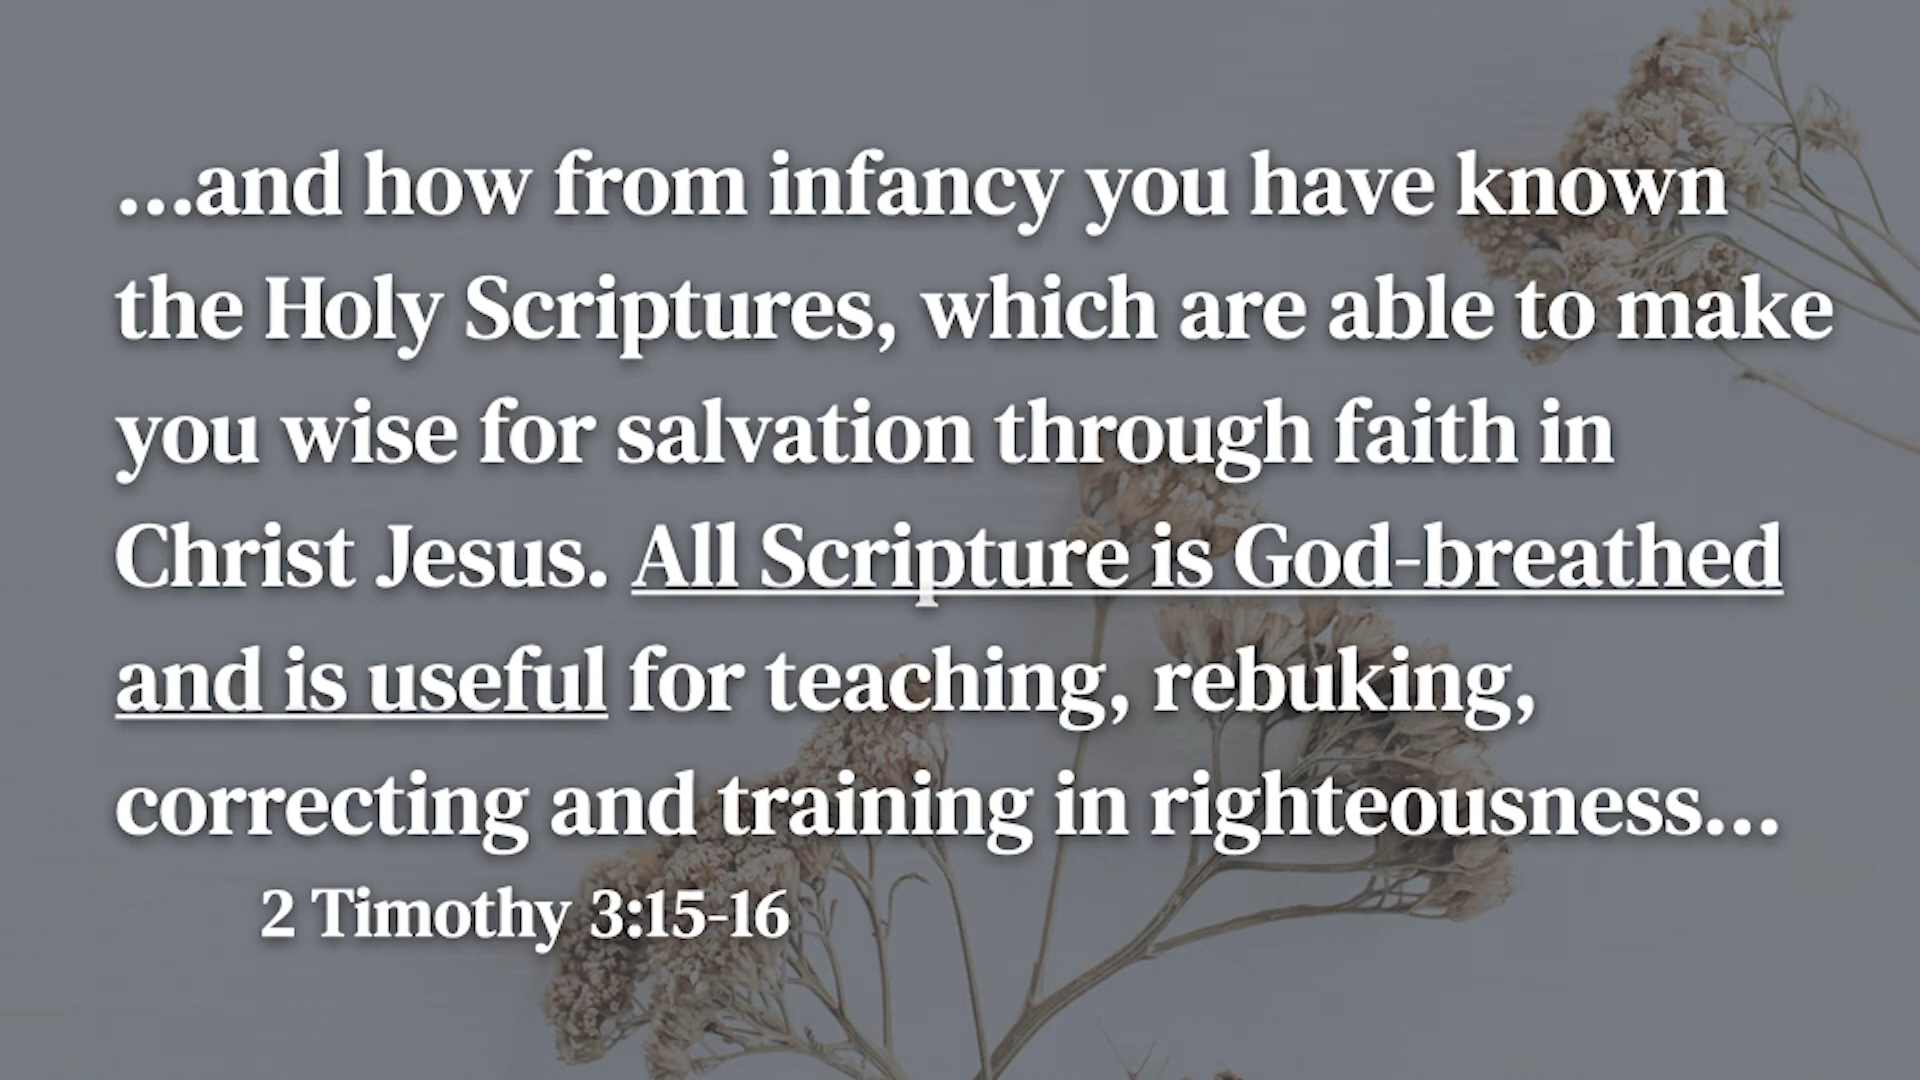 ...and how from infancy you have known
the Holy Scriptures, which are able to make
you wise for salvation through faith in
Christ Jesus. All Scripture is God-breathed
and is useful for teaching, rebuking,
correcting and training in righteousness...
2 Timothy 3:15-16